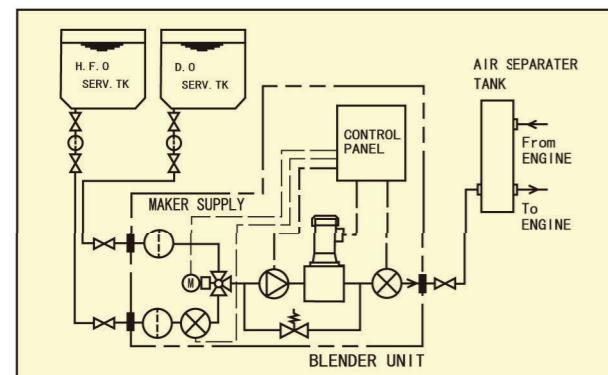 H.F.O
SERV.TK
D.O
SERV.TK
AIR SEPARATER
TANK
CONTROL
PANEL
From
ENGINE
To
ENGINE
MAKER SUPPLY
M
BLENDER UNIT